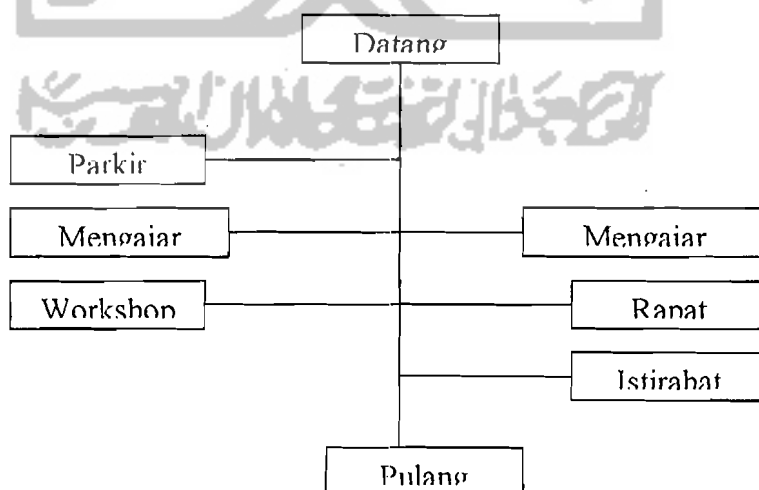 Datang
Parkir
Mengajar
Mengajar
Workshop
Rapat
Istirahat
Pulang